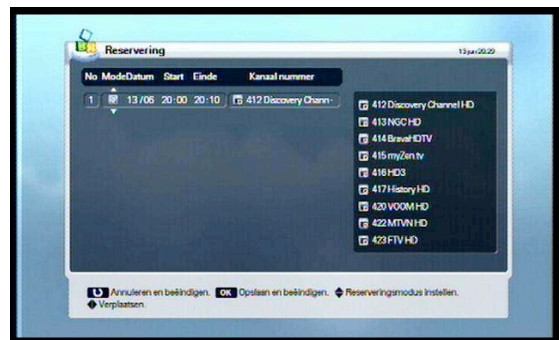 Reservering
13 jun 20:29
No Mode Datum Start Einde Kanaal nummer
1 13/06 20:00 20:10 412 Discovery Chann
412 Discovery Channel HD
413 NGC HD
414 BravaHDTV
415 myZen.tv
416 HD3
417 History HD
420 VOOM HD
422 MTVN HD
423 FTV HD
Annuleren en beëindigen. OK Opslaan en beëindigen. Reserveringsmodus instellen.
Verplaatsen.